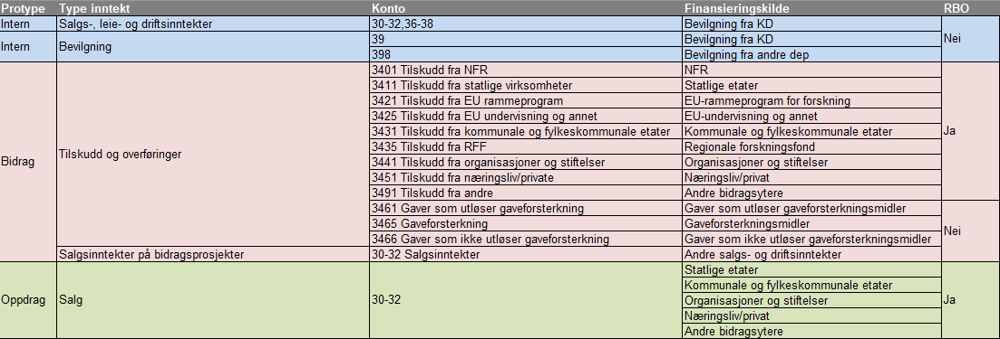 Protype Type inntekt Konto Finansieringskilde RBO
Intern Salgs-, leie- og driftsinntekter 30-32,36-38 Bevilgning fra KD
Nei
Intern Bevilgning 39 Bevilgning fra KD
398 Bevilgning fra andre dep
3401 Tilskudd fra NFR NFR
3411 Tilskudd fra statlige virksomheter Statlige etater
3421 Tilskudd fra EU rammeprogram EU-rammeprogram for forskning
3425 Tilskudd fra EU undervisning og annet EU-undervisning og annet
3431 Tilskudd fra kommunale og fylkeskommunale etater Kommunale og fylkeskommunale etater Ja
3435 Tilskudd fra RFF Regionale forskningsfond
Bidrag Tilskudd og overføringer 3441 Tilskudd fra organisasjoner og stiftelser Organisasjoner og stiftelser
3451 Tilskudd fra næringsliv/private Næringsliv/privat
3491 Tilskudd fra andre Andre bidragsytere
3461 Gaver som utløser gaveforsterkning Gaver som utløser gaveforsterkningsmidler
3465 Gaveforsterkning Gaveforsterkningsmidler
Nei
3466 Gaver som ikke utløser gaveforsterkning Gaver som ikke utløser gaveforsterkningsmidler
Salgsinntekter på bidragsprosjekter 30-32 Salgsinntekter Andre salgs- og driftsinntekter
Statlige etater
Kommunale og fylkeskommunale etater
Oppdrag Salg 30-32 Organisasjoner og stiftelser Ja
Næringsliv/privat
Andre bidragsytere